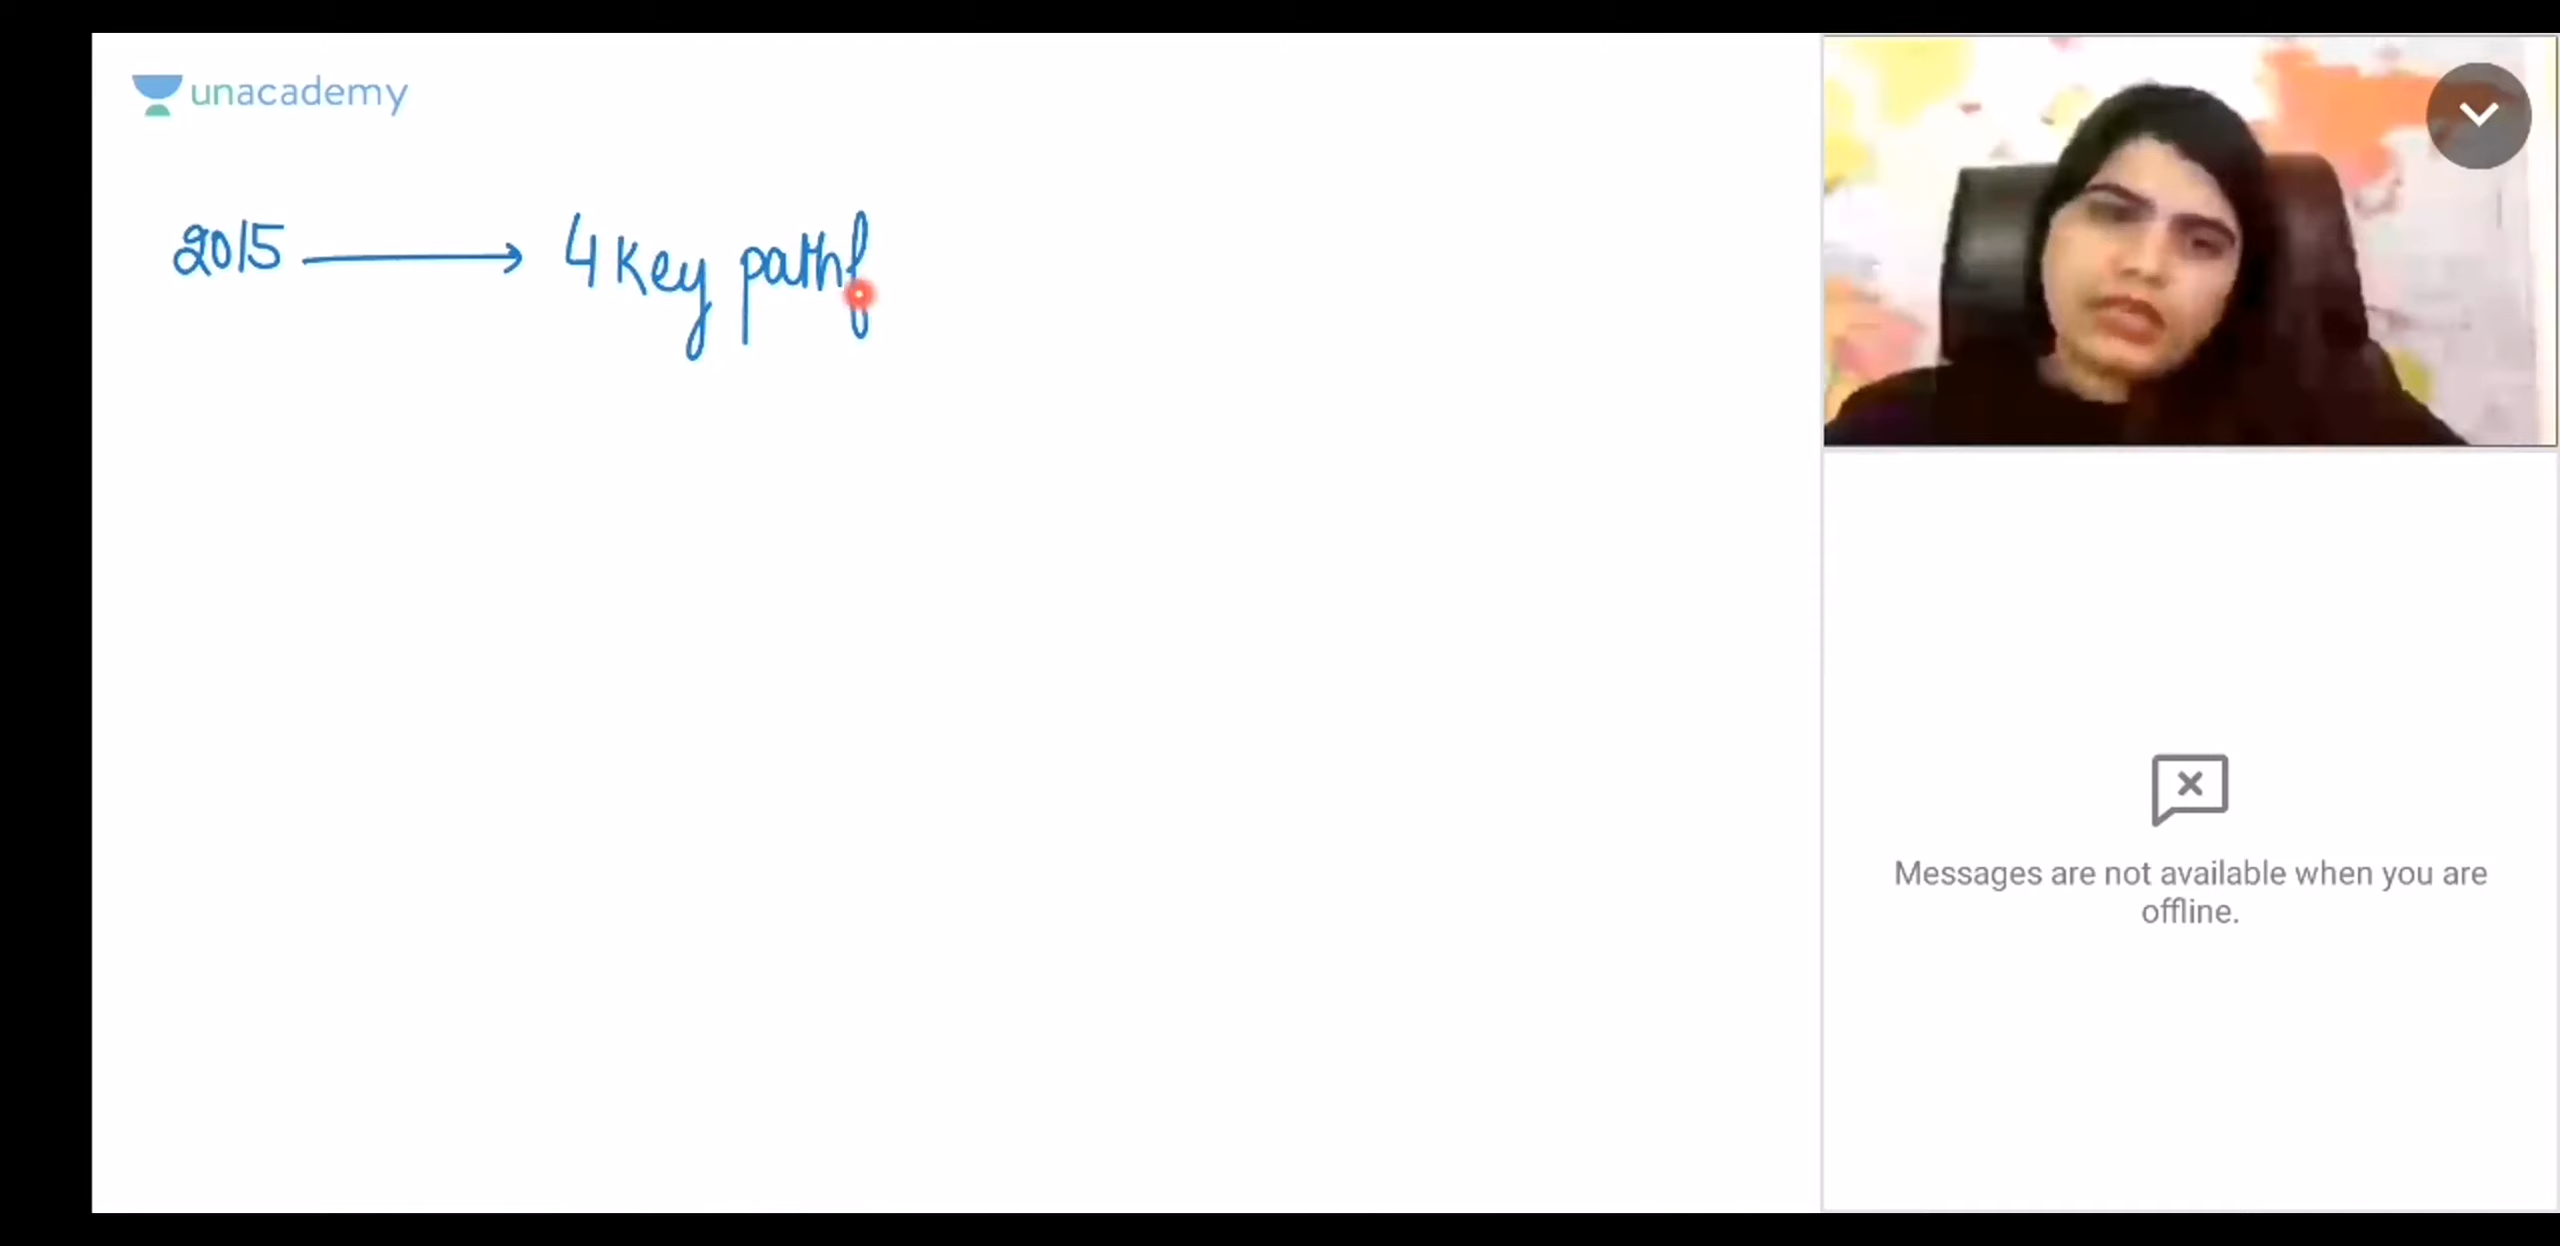 unacademy
2015 → 4 Key pathf
Messages are not available when you are
offline.